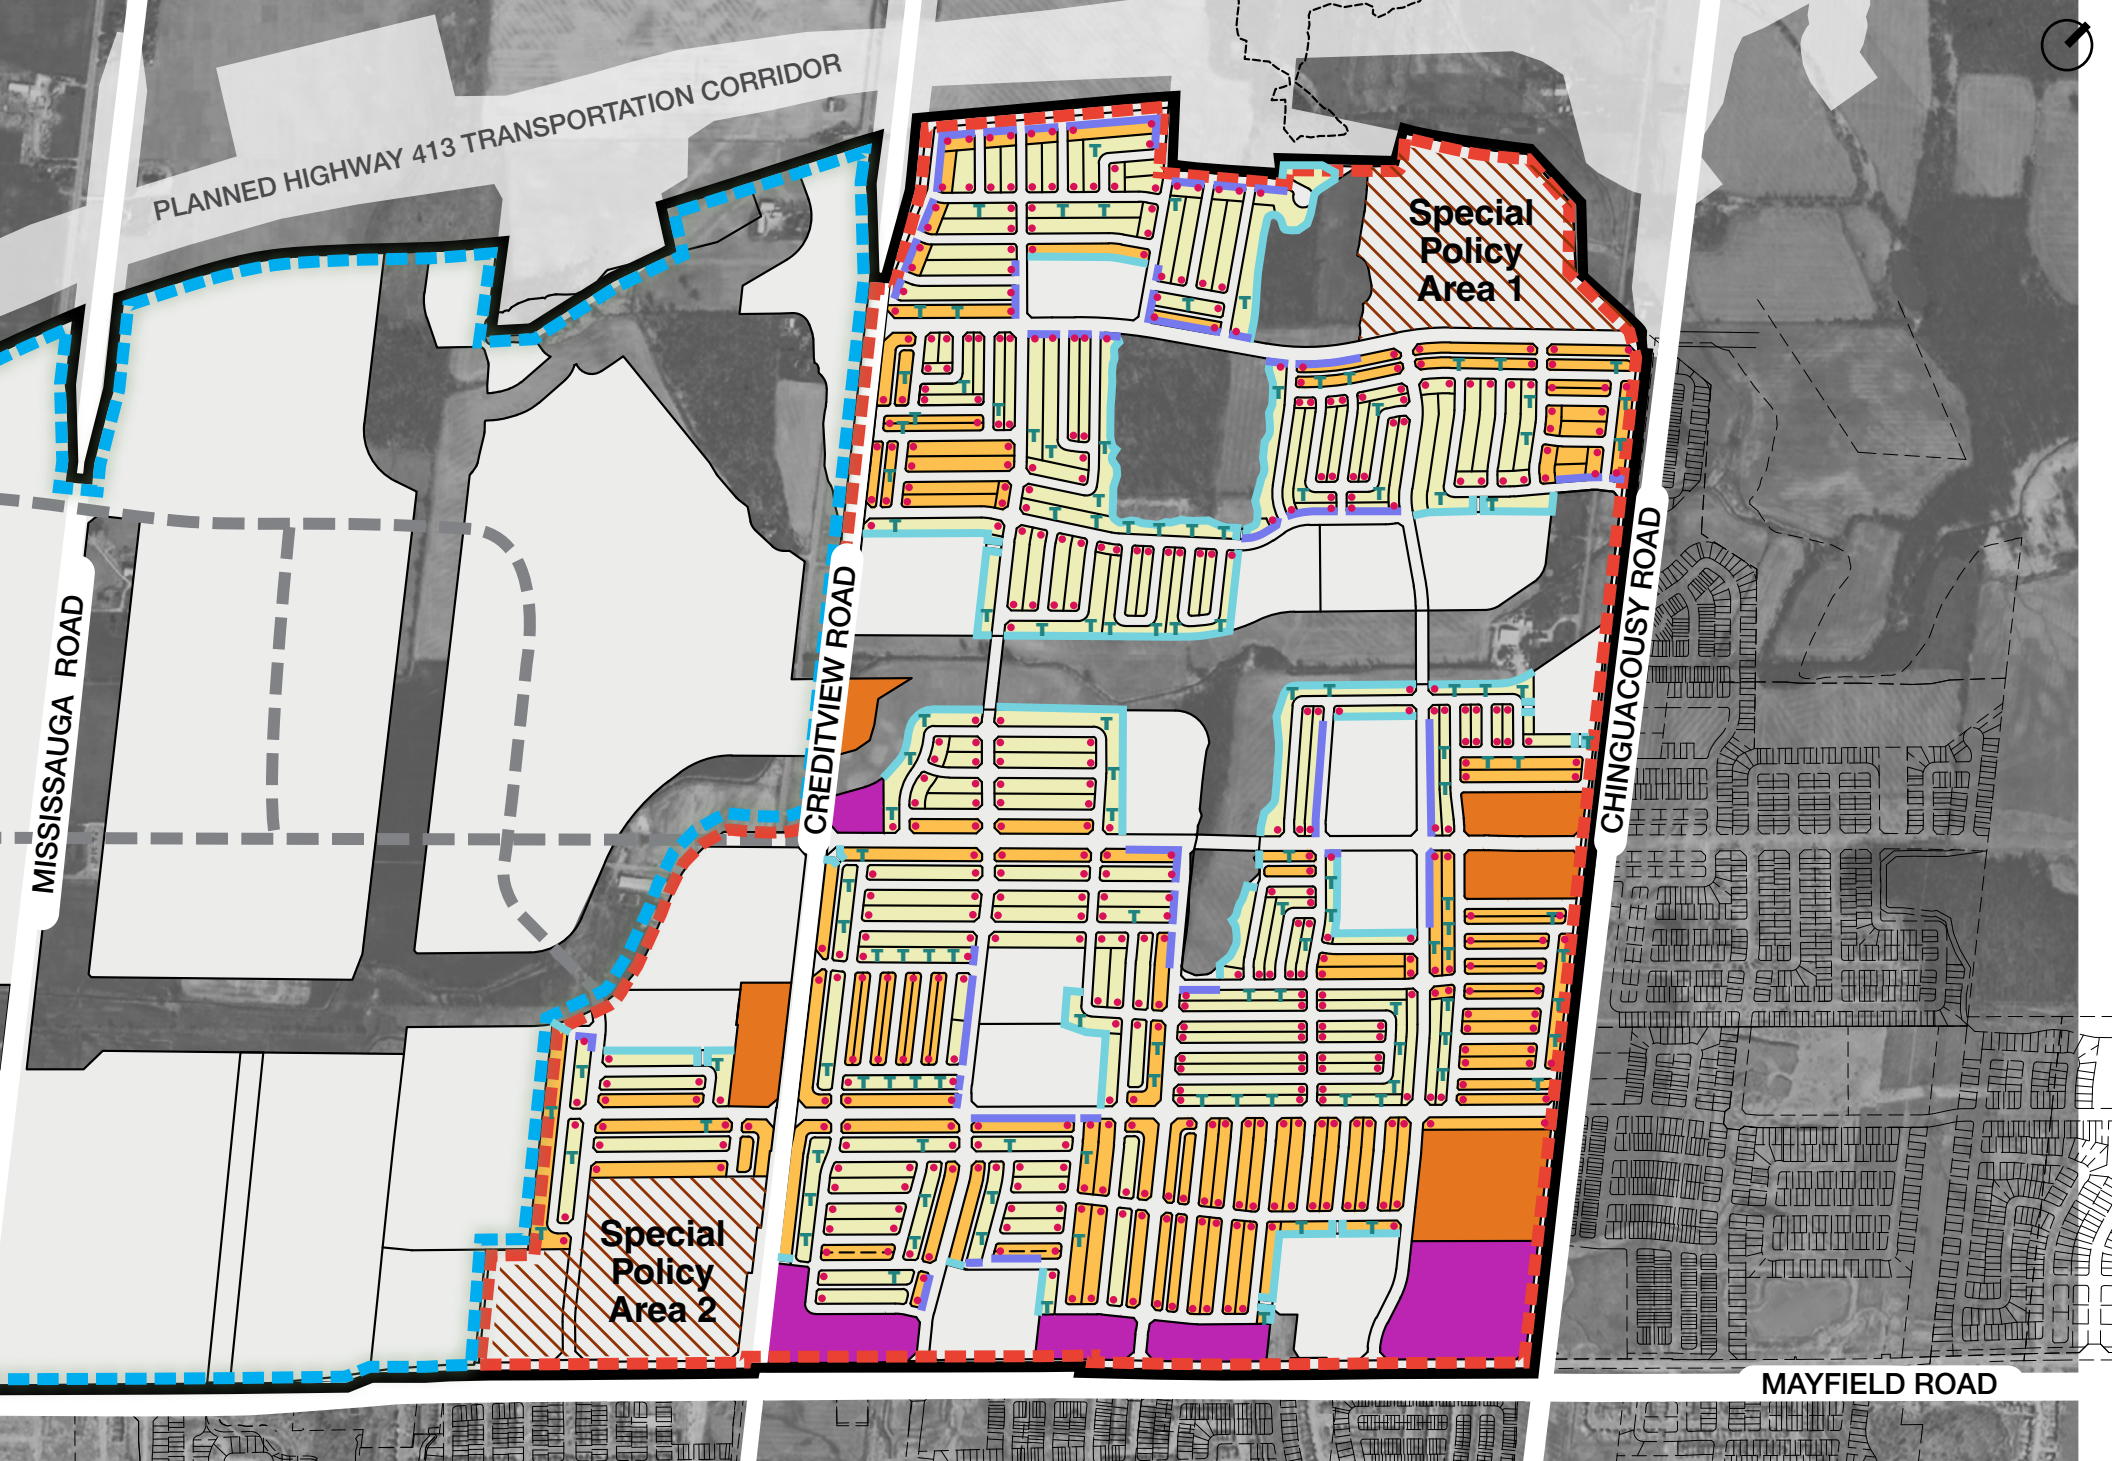 PLANNED HIGHWAY 413 TRANSPORTATION CORRIDOR
Special
Policy
Area 1
MISSISSAUGA ROAD
CREDITVIEW ROAD
CHINGUACOUSY ROAD
Special
Policy
Area 2
MAYFIELD ROAD